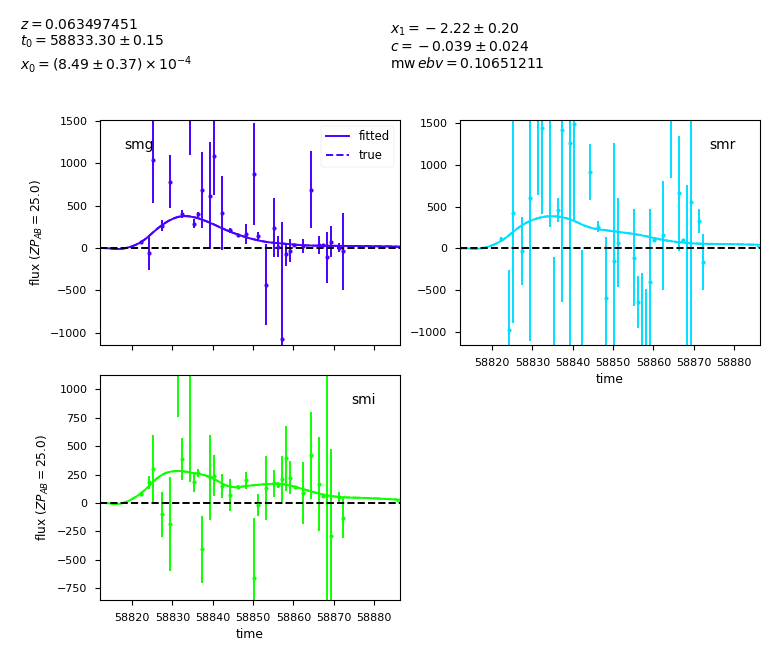 z = 0.063497451
t₀ = 58833.30 ± 0.15
x₀ = (8.49 ± 0.37) × 10⁻⁴
x₁ = −2.22 ± 0.20
c = −0.039 ± 0.024
mw ebv = 0.10651211
smg
fitted
true
1500
1000
500
0
−500
−1000
flux (ZP_AB = 25.0)
smr
1500
1000
500
0
−500
−1000
58820 58830 58840 58850 58860 58870 58880
time
smi
1000
750
500
250
0
−250
−500
−750
flux (ZP_AB = 25.0)
58820 58830 58840 58850 58860 58870 58880
time